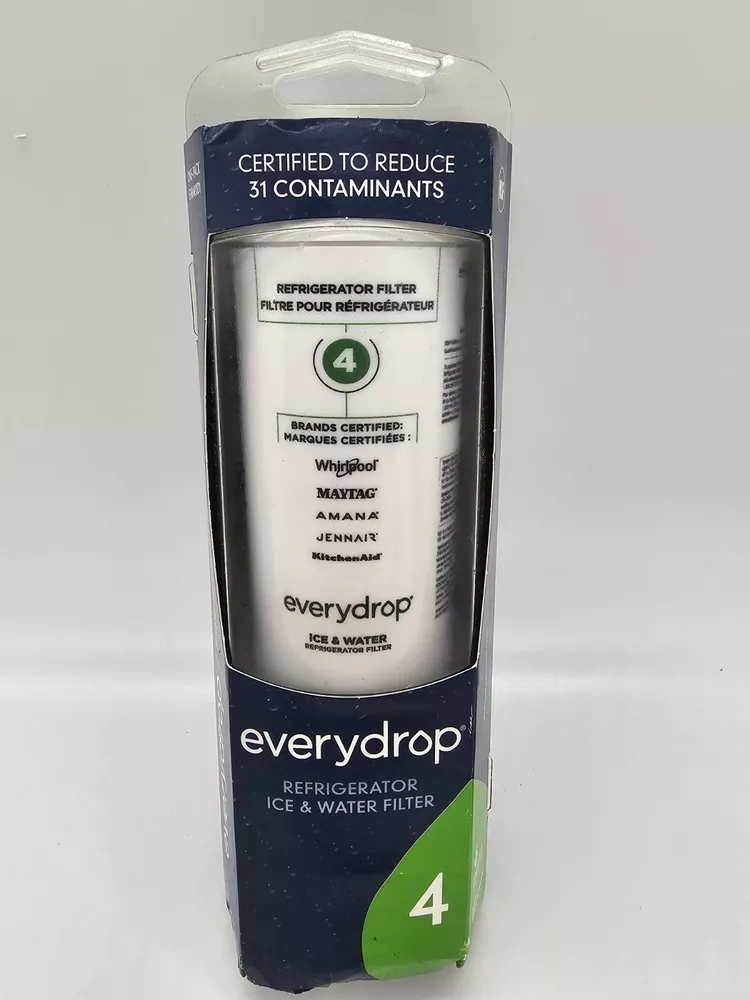 CERTIFIED TO REDUCE
31 CONTAMINANTS
REFRIGERATOR FILTER
FILTRE POUR RÉFRIGÉRATEUR
4
BRANDS CERTIFIED:
MARQUES CERTIFIÉES :
Whirlpool
MAYTAG
AMANA
JENNAIR
KitchenAid
everydrop
ICE & WATER
REFRIGERATOR FILTER
everydrop
REFRIGERATOR
ICE & WATER FILTER
4